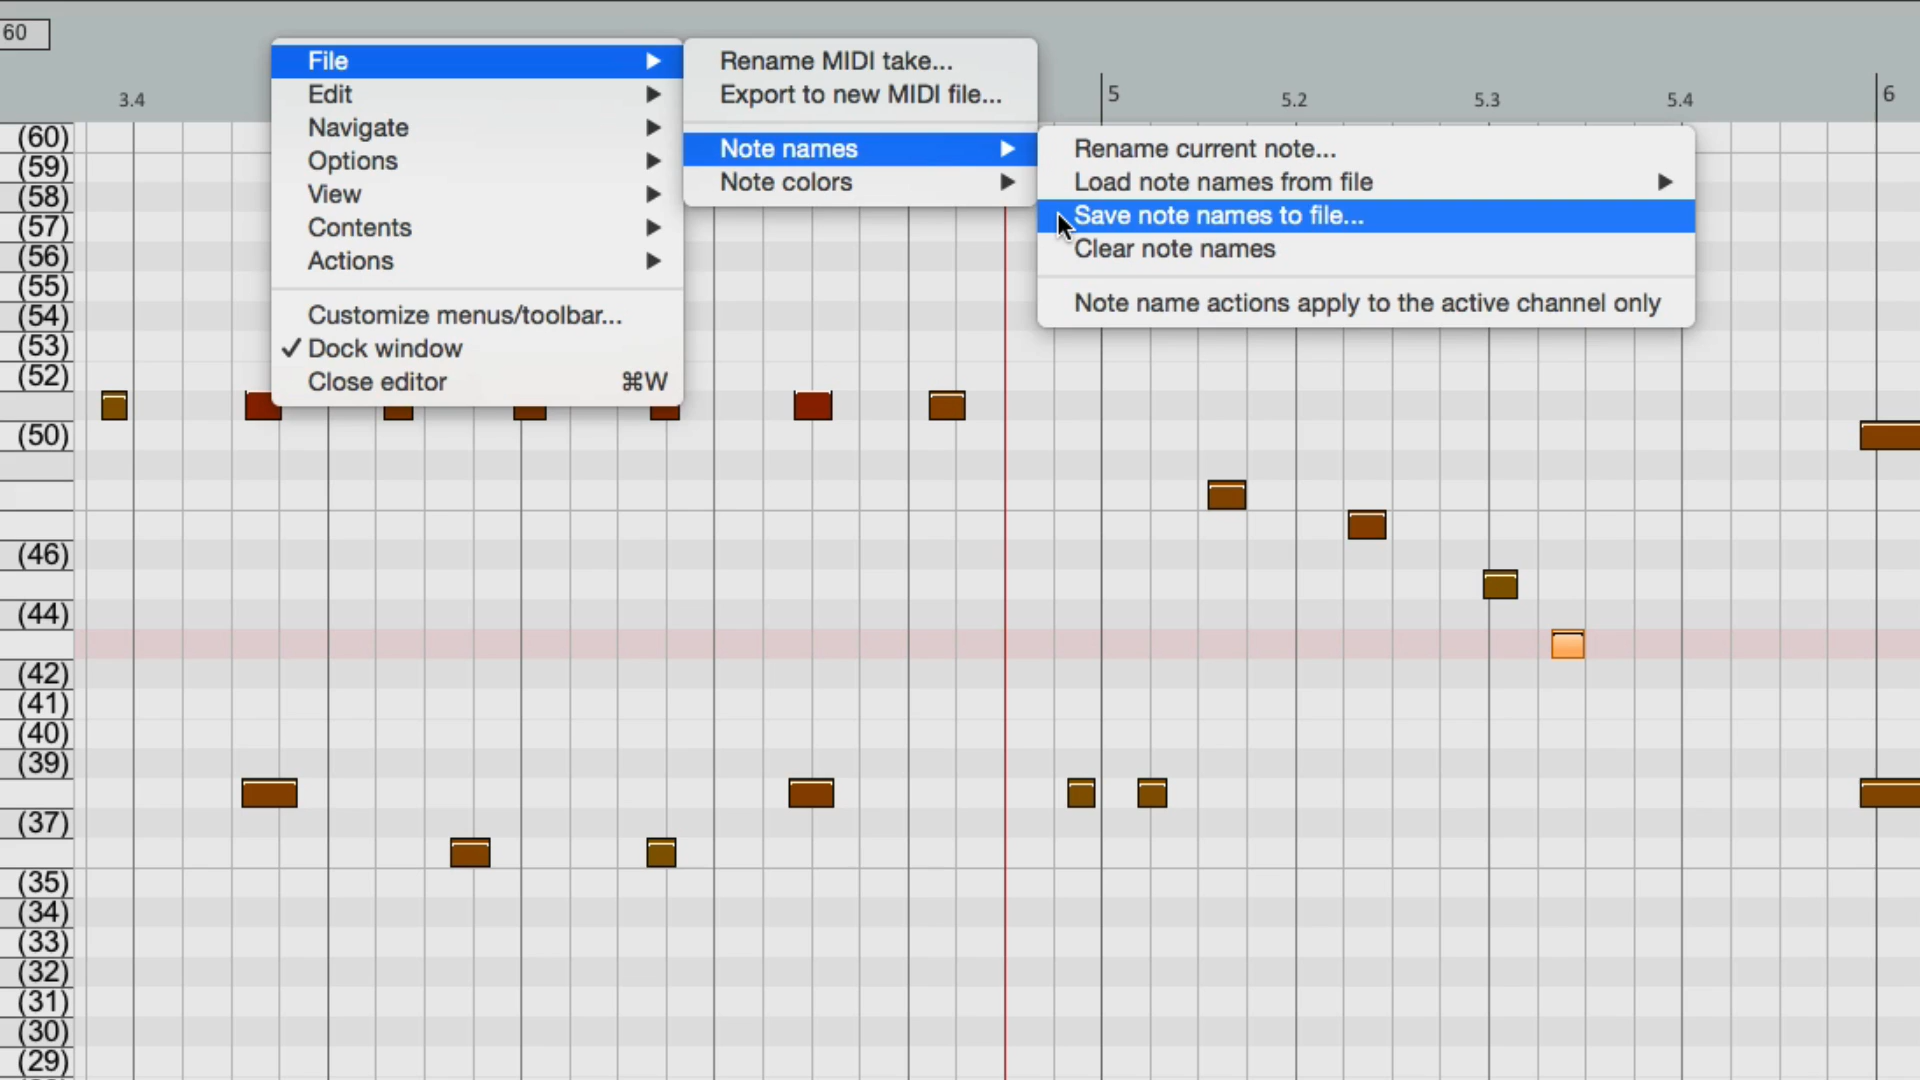 60
3.4
5
5.2
5.3
5.4
6
File
Edit
Navigate
Options
View
Contents
Actions
Customize menus/toolbar...
✓ Dock window
Close editor ⌘W
Rename MIDI take...
Export to new MIDI file...
Note names
Note colors
Rename current note...
Load note names from file
Save note names to file...
Clear note names
Note name actions apply to the active channel only
(60)
(59)
(58)
(57)
(56)
(55)
(54)
(53)
(52)
(50)
(46)
(44)
(42)
(41)
(40)
(39)
(37)
(35)
(34)
(33)
(32)
(31)
(30)
(29)